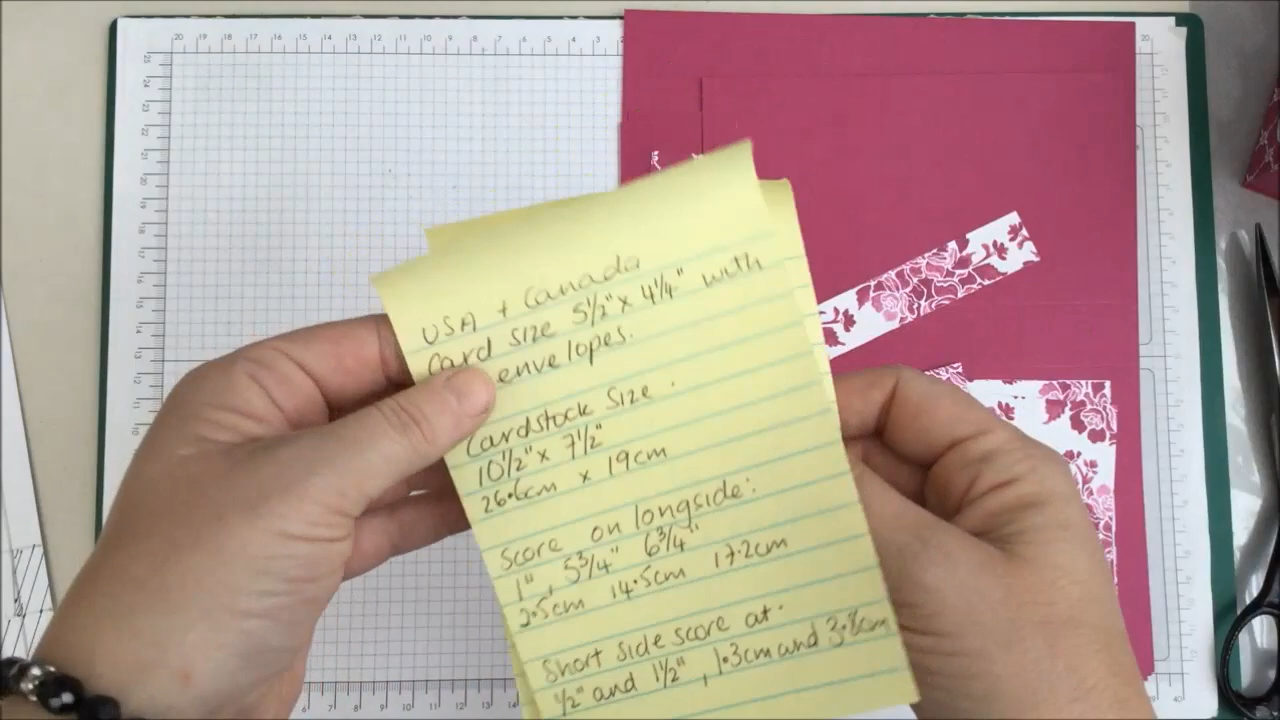 USA + Canada
Card size 5½" x 4¼" with
envelopes.
Cardstock Size.
10½" x 7½"
26.6cm x 19cm
Score on longside:
1", 5¾" 6¾"
2.5cm 14.5cm 17.2cm
Short side score at.
½" and 1½", 1.3cm and 3.8cm